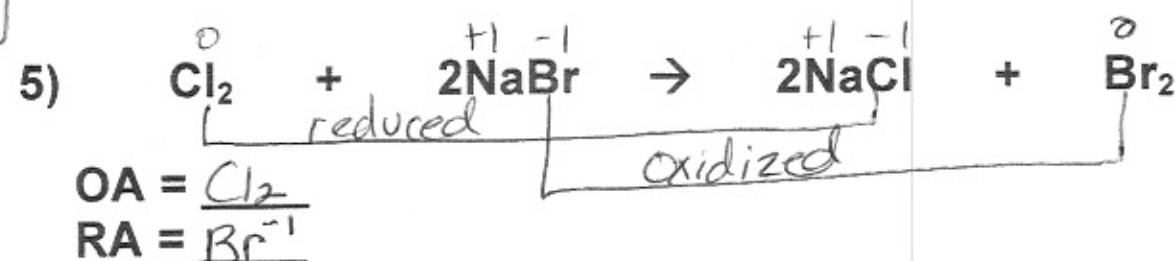 0 +1 -1 +1 -1 0
5) Cl₂ + 2NaBr → 2NaCl + Br₂
reduced
oxidized
OA = Cl₂
RA = Br⁻¹